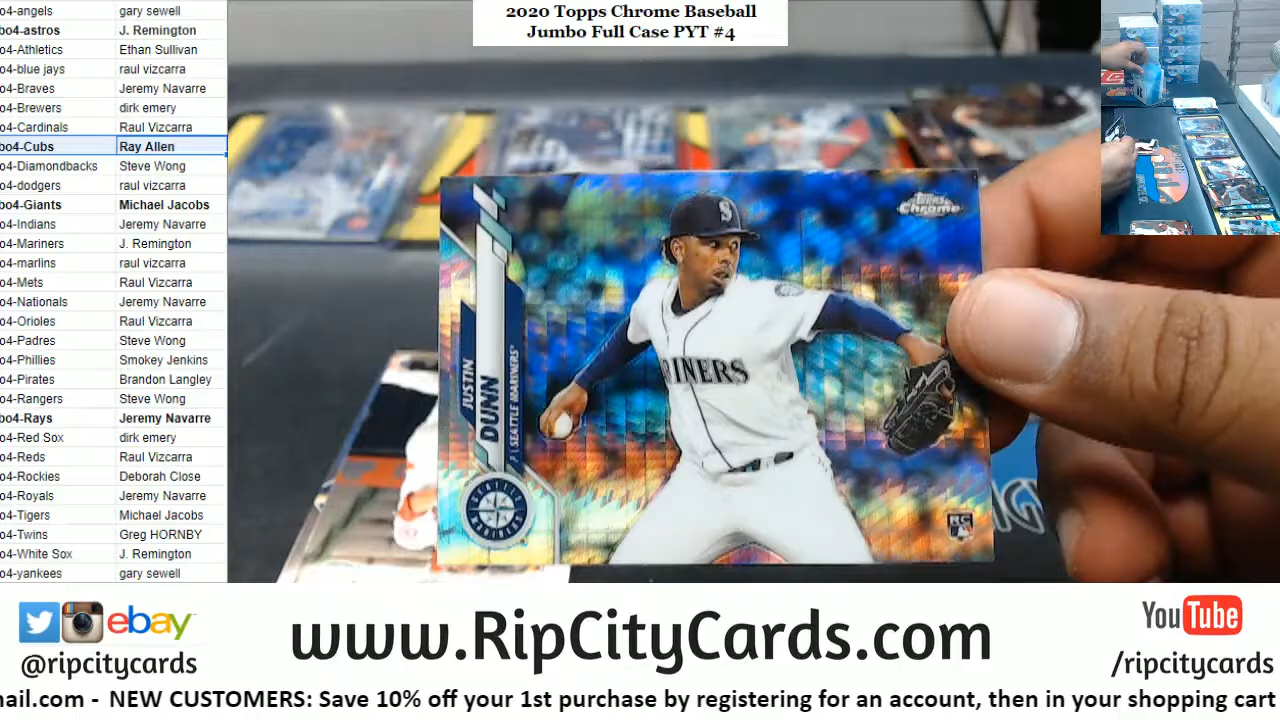 o4-angels gary sewell
bo4-astros J. Remington
o4-Athletics Ethan Sullivan
o4-blue jays raul vizcarra
o4-Braves Jeremy Navarre
o4-Brewers dirk emery
o4-Cardinals Raul Vizcarra
bo4-Cubs Ray Allen
o4-Diamondbacks Steve Wong
o4-dodgers raul vizcarra
bo4-Giants Michael Jacobs
o4-Indians Jeremy Navarre
o4-Mariners J. Remington
o4-marlins raul vizcarra
o4-Mets Raul Vizcarra
o4-Nationals Jeremy Navarre
o4-Orioles Raul Vizcarra
o4-Padres Steve Wong
o4-Phillies Smokey Jenkins
o4-Pirates Brandon Langley
o4-Rangers Steve Wong
bo4-Rays Jeremy Navarre
o4-Red Sox dirk emery
o4-Reds Raul Vizcarra
o4-Rockies Deborah Close
o4-Royals Jeremy Navarre
o4-Tigers Michael Jacobs
o4-Twins Greg HORNBY
o4-White Sox J. Remington
o4-yankees gary sewell
2020 Topps Chrome Baseball
Jumbo Full Case PYT #4
Topps
Chrome
S
RINERS
JUSTIN
DUNN
P | SEATTLE MARINERS
SEATTLE
MARINERS
RC
ebay
@ripcitycards
www.RipCityCards.com
YouTube
/ripcitycards
mail.com - NEW CUSTOMERS: Save 10% off your 1st purchase by registering for an account, then in your shopping cart